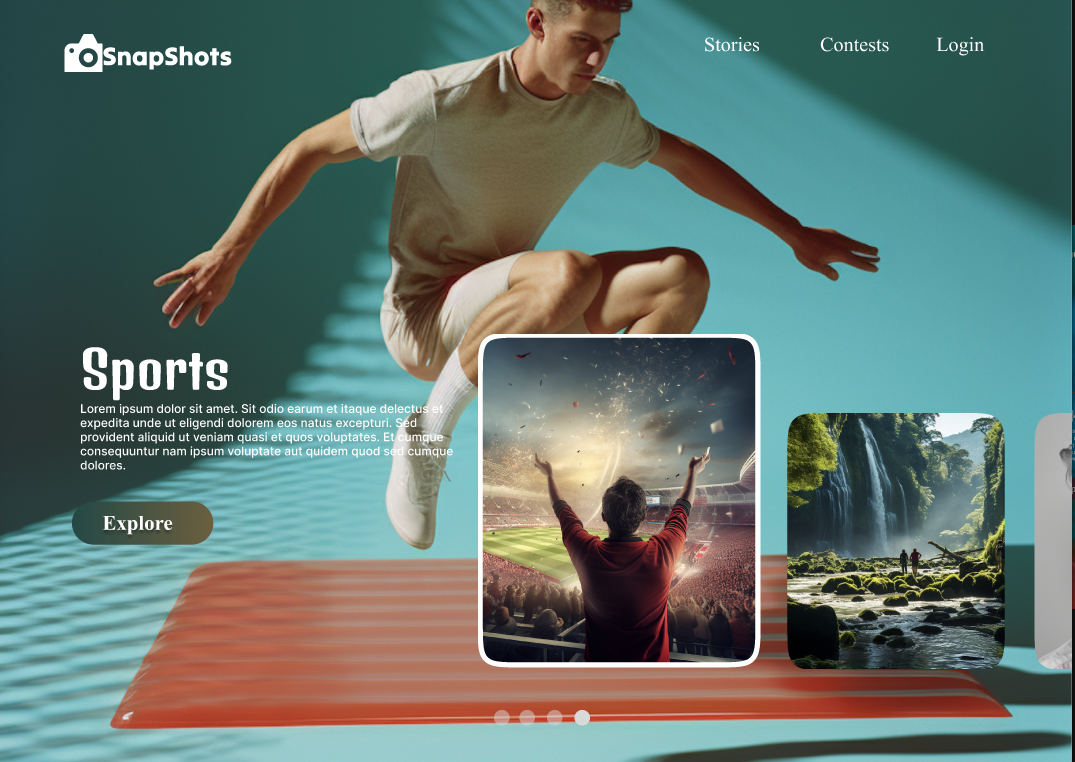 SnapShots
Stories
Contests
Login
Sports
Lorem ipsum dolor sit amet. Sit odio earum et itaque delectus et
expedita unde ut eligendi dolorem eos natus excepturi. Sed
provident aliquid ut veniam quasi et quos voluptates. Et cumque
consequuntur nam ipsum voluptate aut quidem quod sed cumque
dolores.
Explore